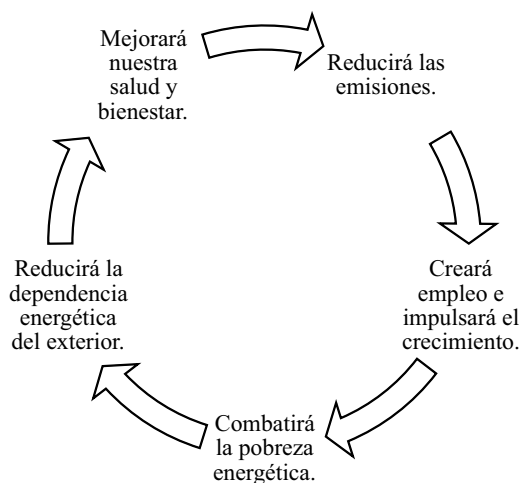 Mejorará
nuestra
salud y
bienestar.
Reducirá las
emisiones.
Creará
empleo e
impulsará el
crecimiento.
Combatirá
la pobreza
energética.
Reducirá la
dependencia
energética
del exterior.